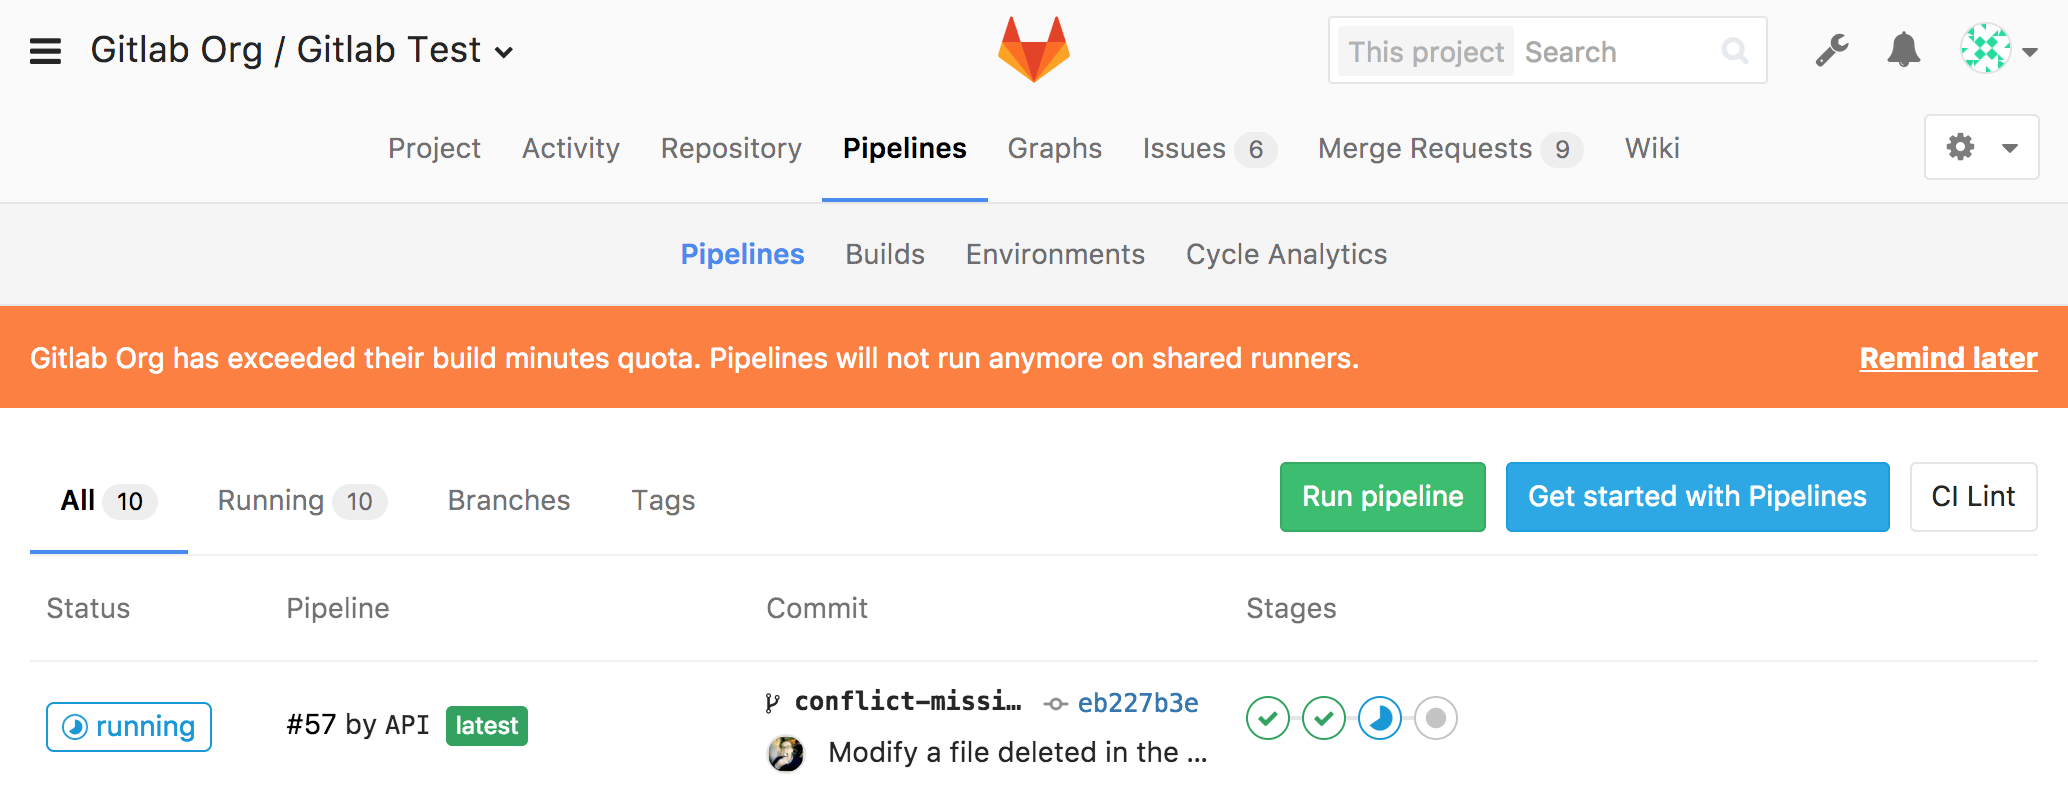 Gitlab Org / Gitlab Test
This project Search
Project Activity Repository Pipelines Graphs Issues 6 Merge Requests 9 Wiki
Pipelines Builds Environments Cycle Analytics
Gitlab Org has exceeded their build minutes quota. Pipelines will not run anymore on shared runners. Remind later
All 10 Running 10 Branches Tags Run pipeline Get started with Pipelines CI Lint
Status Pipeline Commit Stages
running #57 by API latest conflict-missi… eb227b3e
Modify a file deleted in the ...